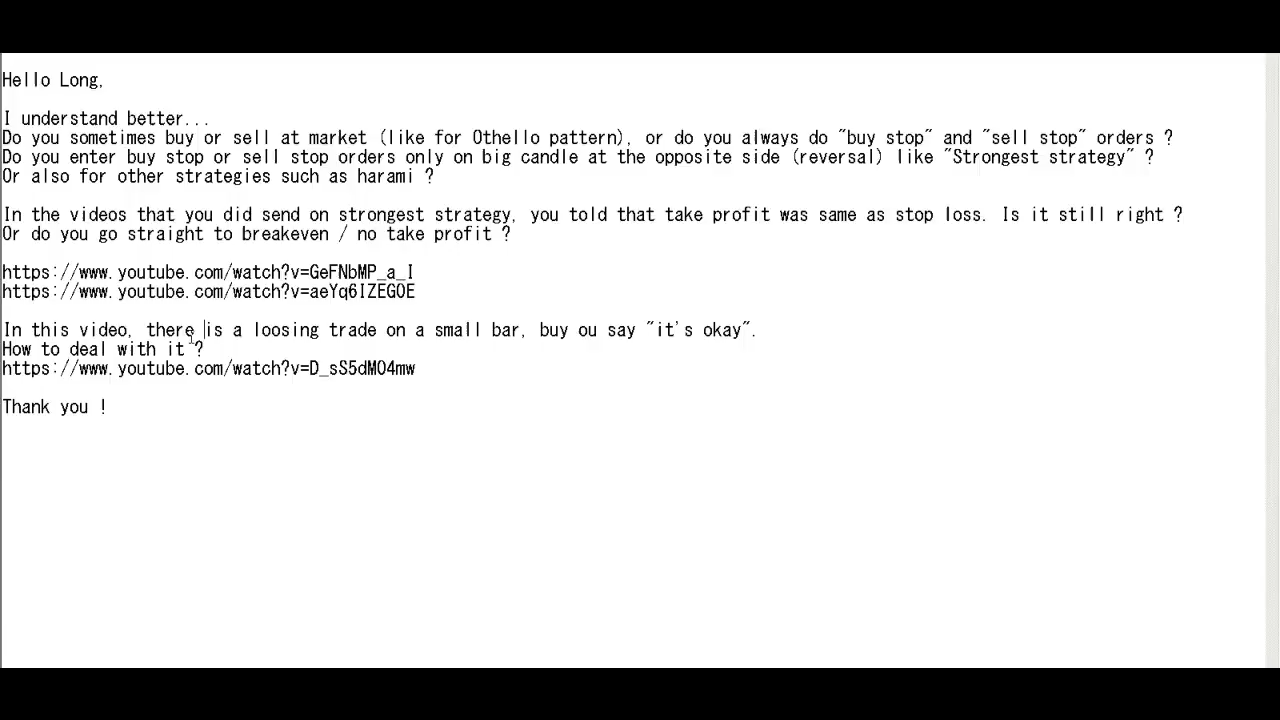 Hello Long,
I understand better...
Do you sometimes buy or sell at market (like for Othello pattern), or do you always do "buy stop" and "sell stop" orders ?
Do you enter buy stop or sell stop orders only on big candle at the opposite side (reversal) like "Strongest strategy" ?
Or also for other strategies such as harami ?
In the videos that you did send on strongest strategy, you told that take profit was same as stop loss. Is it still right ?
Or do you go straight to breakeven / no take profit ?
https://www.youtube.com/watch?v=GeFNbMP_a_I
https://www.youtube.com/watch?v=aeYq6IZEG0E
In this video, there is a loosing trade on a small bar, buy ou say "it's okay".
How to deal with it ?
https://www.youtube.com/watch?v=D_sS5dM04mw
Thank you !